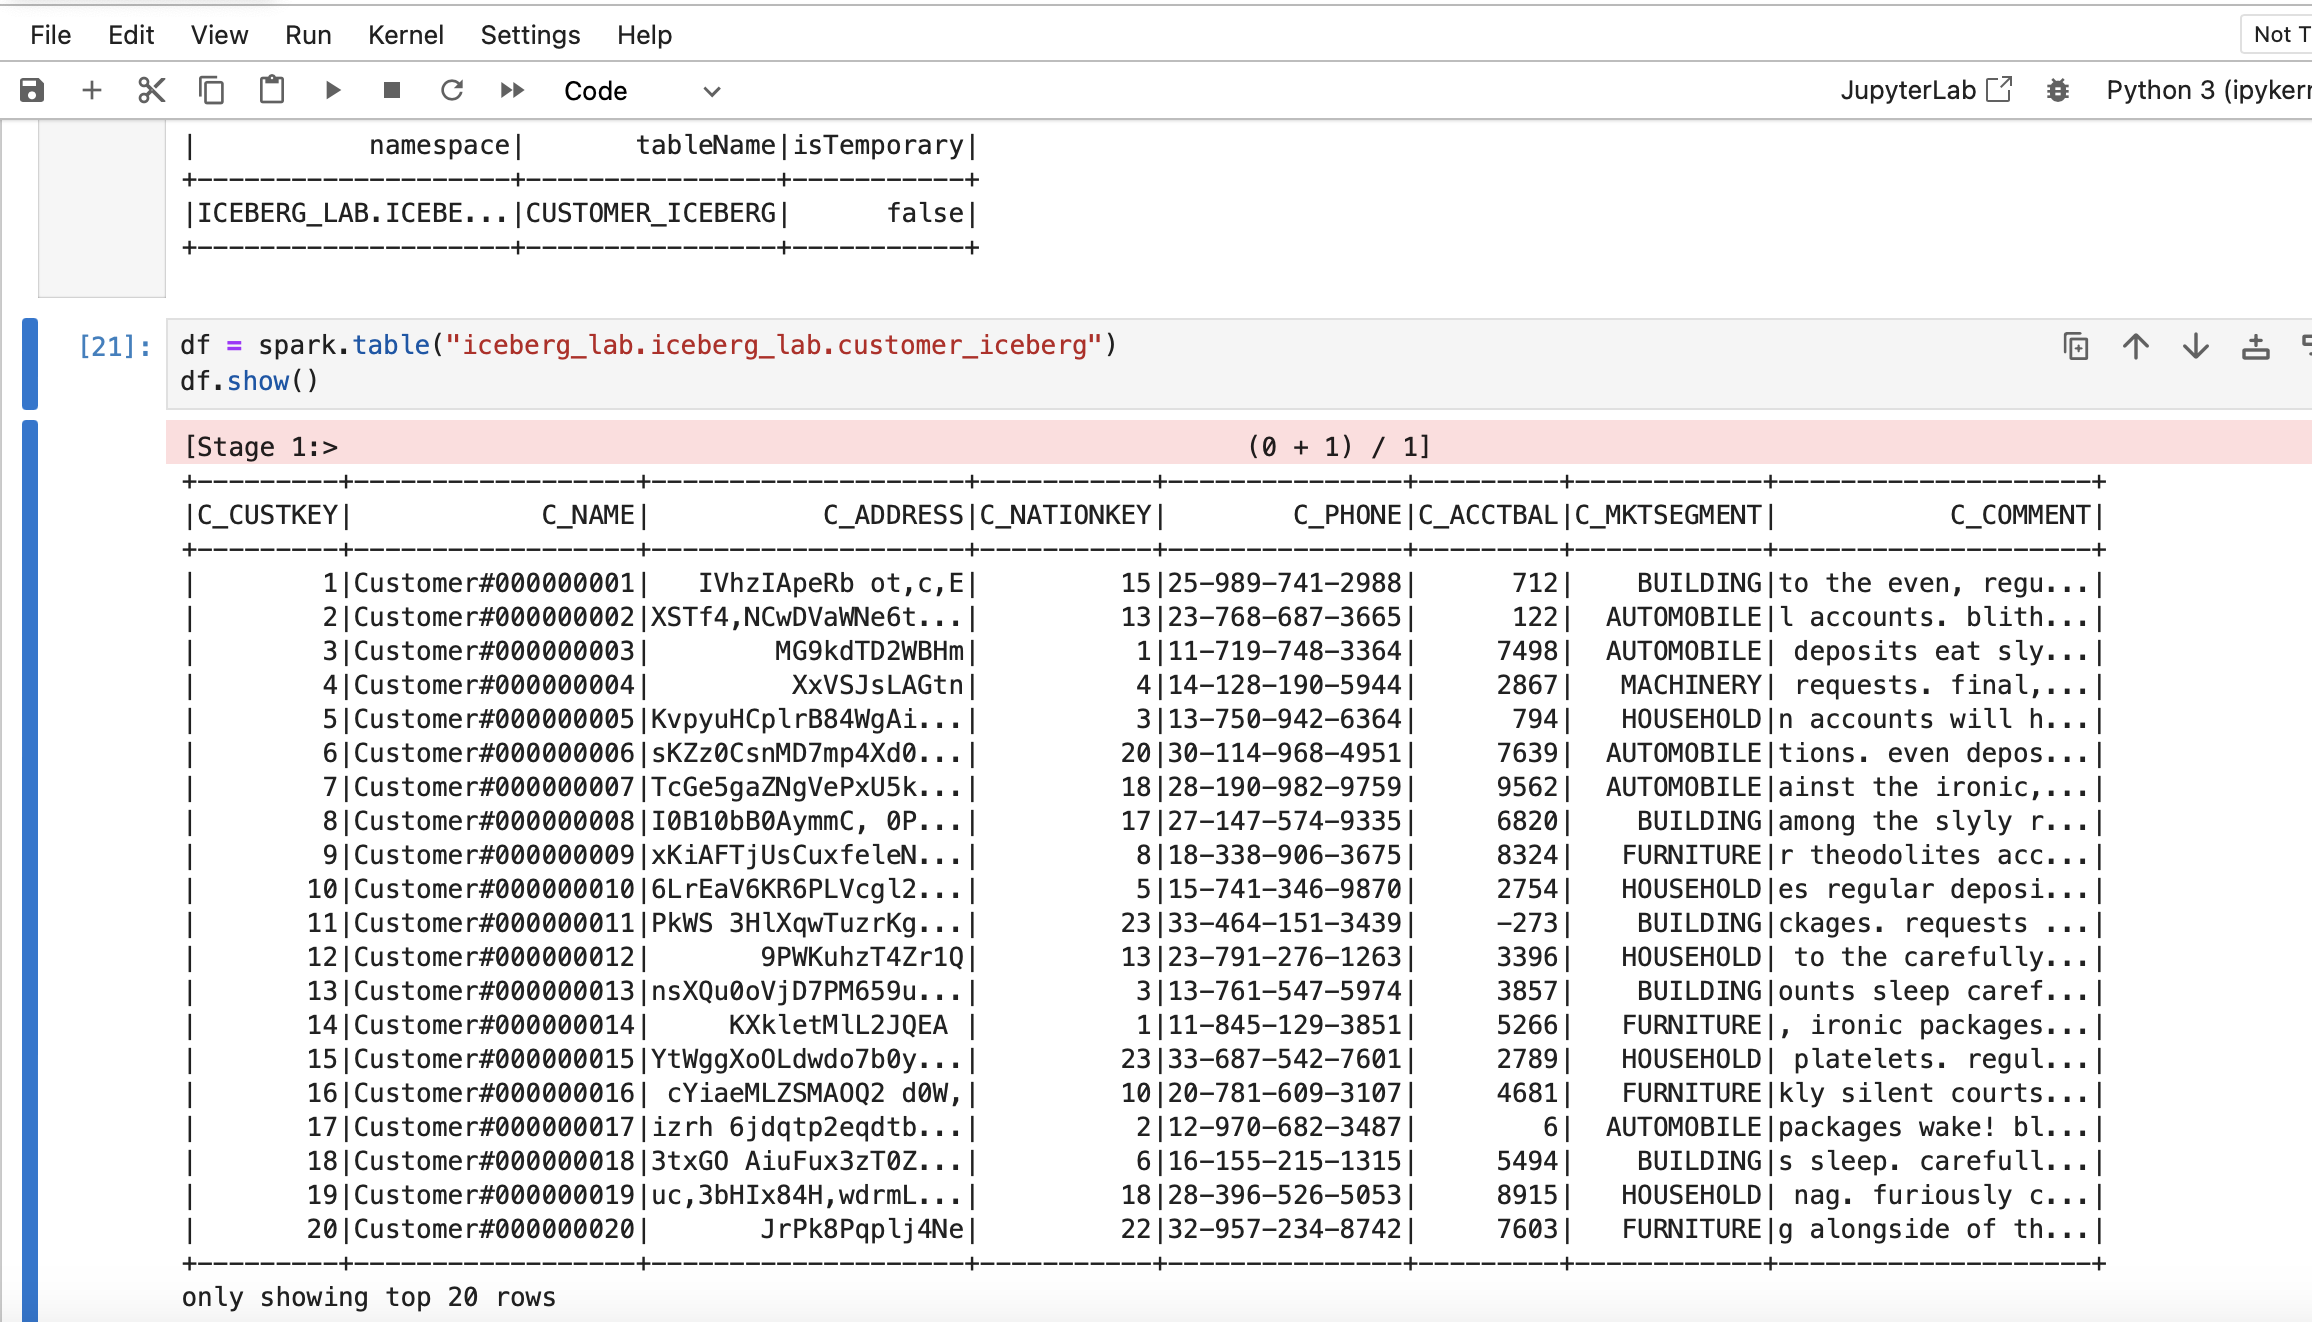 File Edit View Run Kernel Settings Help Not T
Code JupyterLab Python 3 (ipykern
|           namespace|       tableName|isTemporary|
+--------------------+----------------+-----------+
|ICEBERG_LAB.ICEBE...|CUSTOMER_ICEBERG|      false|
+--------------------+----------------+-----------+
[21]: df = spark.table("iceberg_lab.iceberg_lab.customer_iceberg")
df.show()
[Stage 1:>                                                          (0 + 1) / 1]
+---------+------------------+--------------------+-----------+---------------+---------+------------+--------------------+
|C_CUSTKEY|            C_NAME|           C_ADDRESS|C_NATIONKEY|        C_PHONE|C_ACCTBAL|C_MKTSEGMENT|           C_COMMENT|
+---------+------------------+--------------------+-----------+---------------+---------+------------+--------------------+
|        1|Customer#000000001|   IVhzIApeRb ot,c,E|         15|25-989-741-2988|      712|    BUILDING|to the even, regu...|
|        2|Customer#000000002|XSTf4,NCwDVaWNe6t...|         13|23-768-687-3665|      122|  AUTOMOBILE|l accounts. blith...|
|        3|Customer#000000003|        MG9kdTD2WBHm|          1|11-719-748-3364|     7498|  AUTOMOBILE| deposits eat sly...|
|        4|Customer#000000004|         XxVSJsLAGtn|          4|14-128-190-5944|     2867|   MACHINERY| requests. final,...|
|        5|Customer#000000005|KvpyuHCplrB84WgAi...|          3|13-750-942-6364|      794|   HOUSEHOLD|n accounts will h...|
|        6|Customer#000000006|sKZz0CsnMD7mp4Xd0...|         20|30-114-968-4951|     7639|  AUTOMOBILE|tions. even depos...|
|        7|Customer#000000007|TcGe5gaZNgVePxU5k...|         18|28-190-982-9759|     9562|  AUTOMOBILE|ainst the ironic,...|
|        8|Customer#000000008|I0B10bB0AymmC, 0P...|         17|27-147-574-9335|     6820|    BUILDING|among the slyly r...|
|        9|Customer#000000009|xKiAFTjUsCuxfeleN...|          8|18-338-906-3675|     8324|   FURNITURE|r theodolites acc...|
|       10|Customer#000000010|6LrEaV6KR6PLVcgl2...|          5|15-741-346-9870|     2754|   HOUSEHOLD|es regular deposi...|
|       11|Customer#000000011|PkWS 3HlXqwTuzrKg...|         23|33-464-151-3439|     -273|    BUILDING|ckages. requests ...|
|       12|Customer#000000012|       9PWKuhzT4Zr1Q|         13|23-791-276-1263|     3396|   HOUSEHOLD| to the carefully...|
|       13|Customer#000000013|nsXQu0oVjD7PM659u...|          3|13-761-547-5974|     3857|    BUILDING|ounts sleep caref...|
|       14|Customer#000000014|     KXkletMlL2JQEA |          1|11-845-129-3851|     5266|   FURNITURE|, ironic packages...|
|       15|Customer#000000015|YtWggXoOLdwdo7b0y...|         23|33-687-542-7601|     2789|   HOUSEHOLD| platelets. regul...|
|       16|Customer#000000016| cYiaeMLZSMAOQ2 d0W,|         10|20-781-609-3107|     4681|   FURNITURE|kly silent courts...|
|       17|Customer#000000017|izrh 6jdqtp2eqdtb...|          2|12-970-682-3487|        6|  AUTOMOBILE|packages wake! bl...|
|       18|Customer#000000018|3txGO AiuFux3zT0Z...|          6|16-155-215-1315|     5494|    BUILDING|s sleep. carefull...|
|       19|Customer#000000019|uc,3bHIx84H,wdrmL...|         18|28-396-526-5053|     8915|   HOUSEHOLD| nag. furiously c...|
|       20|Customer#000000020|       JrPk8Pqplj4Ne|         22|32-957-234-8742|     7603|   FURNITURE|g alongside of th...|
+---------+------------------+--------------------+-----------+---------------+---------+------------+--------------------+
only showing top 20 rows